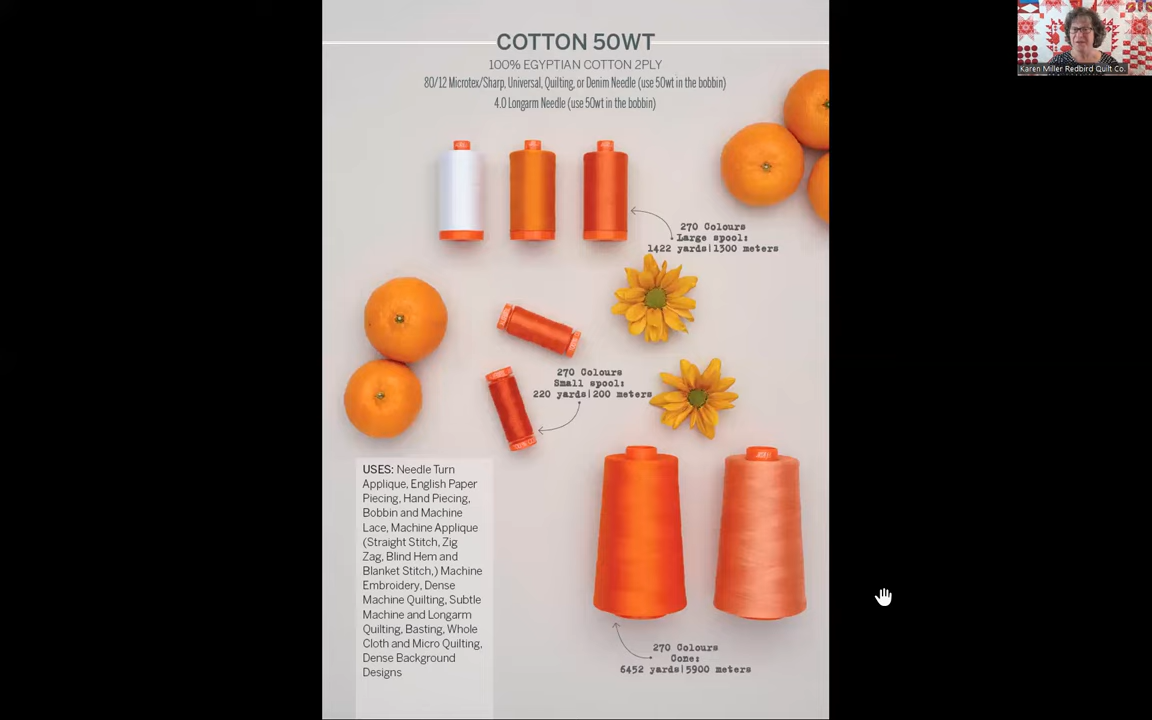 COTTON 50WT
100% EGYPTIAN COTTON 2PLY
80/12 Microtex/Sharp, Universal, Quilting, or Denim Needle (use 50wt in the bobbin)
4.0 Longarm Needle (use 50wt in the bobbin)
Karen Miller Redbird Quilt Co.
270 Colours
Large spool:
1422 yards|1300 meters
270 Colours
Small spool:
220 yards|200 meters
USES: Needle Turn
Applique, English Paper
Piecing, Hand Piecing,
Bobbin and Machine
Lace, Machine Applique
(Straight Stitch, Zig
Zag, Blind Hem and
Blanket Stitch,) Machine
Embroidery, Dense
Machine Quilting, Subtle
Machine and Longarm
Quilting, Basting, Whole
Cloth and Micro Quilting,
Dense Background
Designs
270 Colours
Cone:
6452 yards|5900 meters